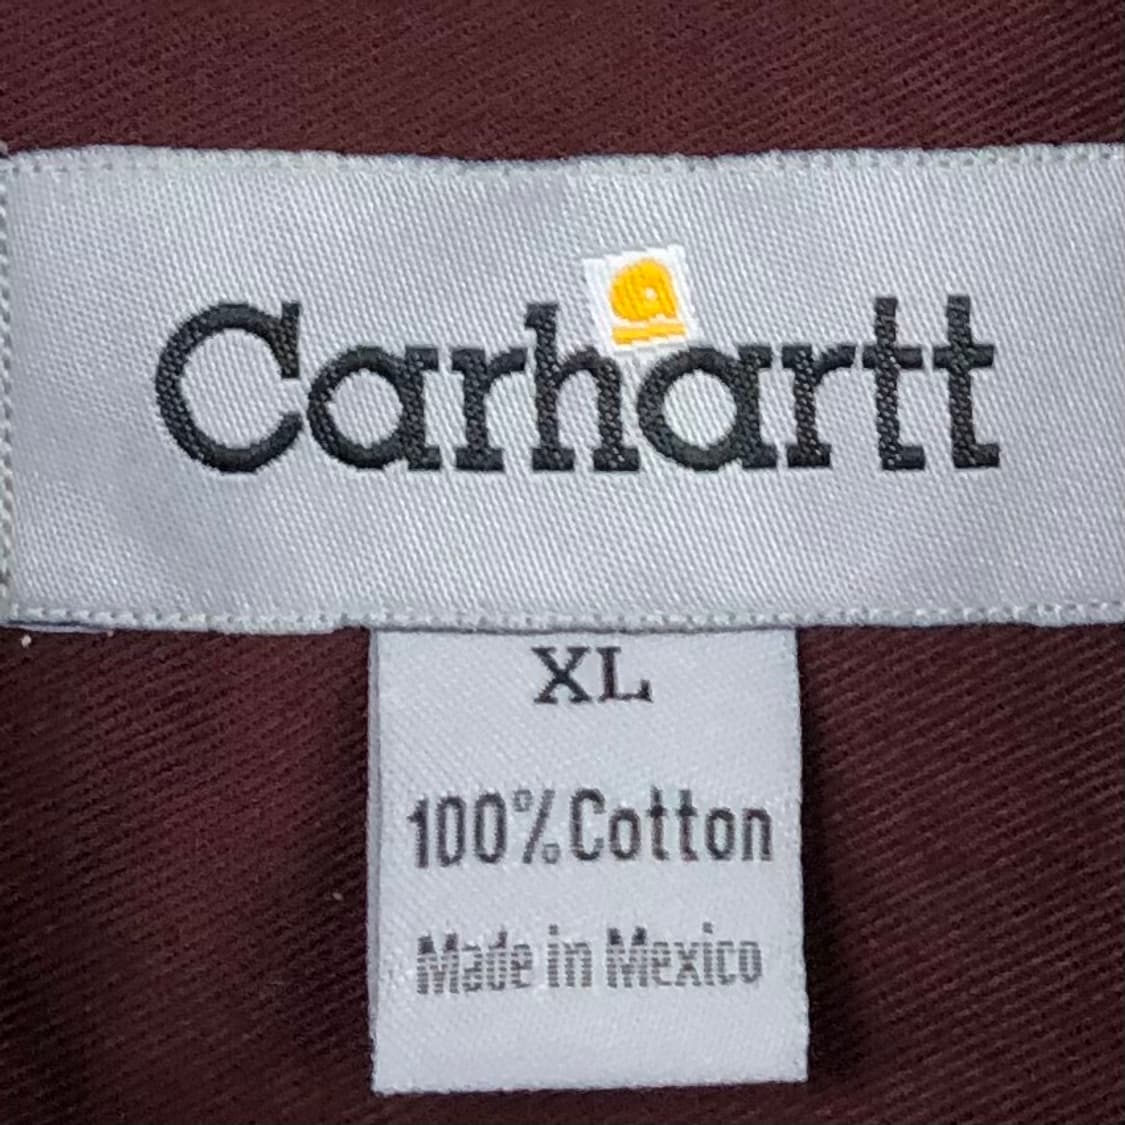 Carhartt
XL
100% Cotton
Made in Mexico